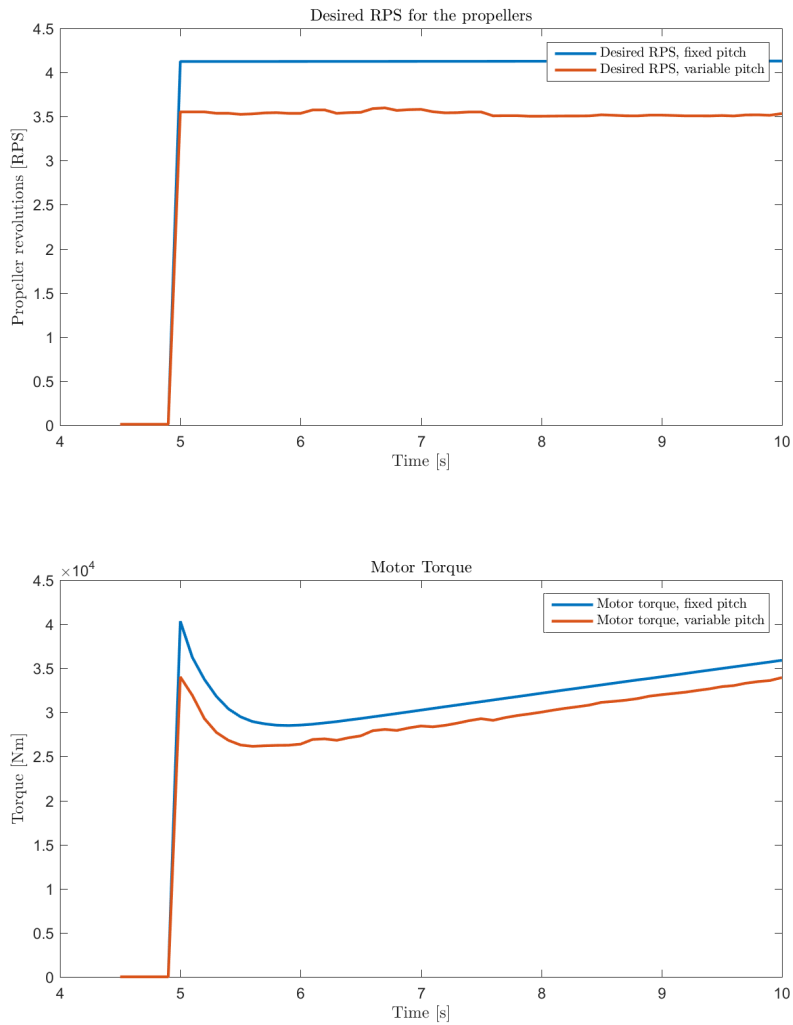 Desired RPS for the propellers
4.5
4
3.5
3
2.5
2
1.5
1
0.5
0
Propeller revolutions [RPS]
Desired RPS, fixed pitch
Desired RPS, variable pitch
4 5 6 7 8 9 10
Time [s]
Motor Torque
×10^4
4.5
4
3.5
3
2.5
2
1.5
1
0.5
0
Torque [Nm]
Motor torque, fixed pitch
Motor torque, variable pitch
4 5 6 7 8 9 10
Time [s]